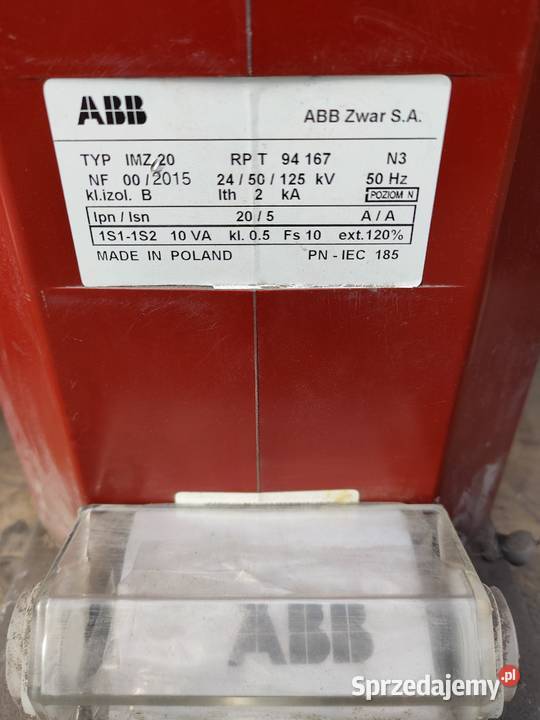 ABB ABB Zwar S.A.
TYP IMZ 20 RP T 94 167 N3
NF 00/2015 24/50/125 kV 50 Hz
kl.izol. B Ith 2 kA POZIOM N
Ipn / Isn 20 / 5 A / A
1S1-1S2 10 VA kl. 0.5 Fs 10 ext.120%
MADE IN POLAND PN - IEC 185
ABB
Sprzedajemy.pl